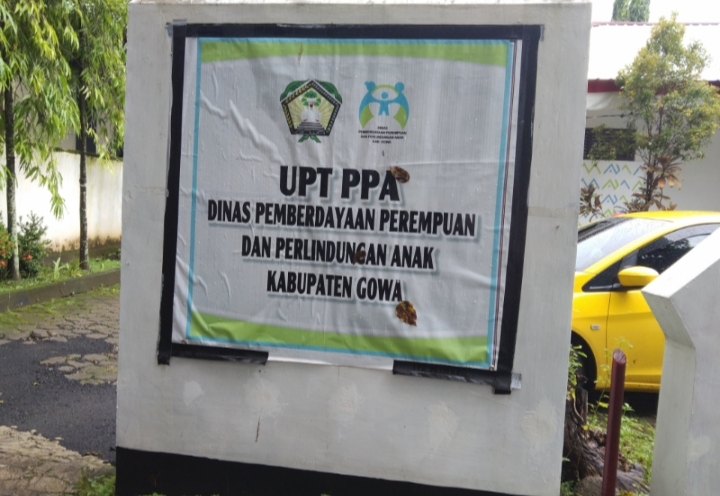 UPT PPA
DINAS PEMBERDAYAAN PEREMPUAN
DAN PERLINDUNGAN ANAK
KABUPATEN GOWA